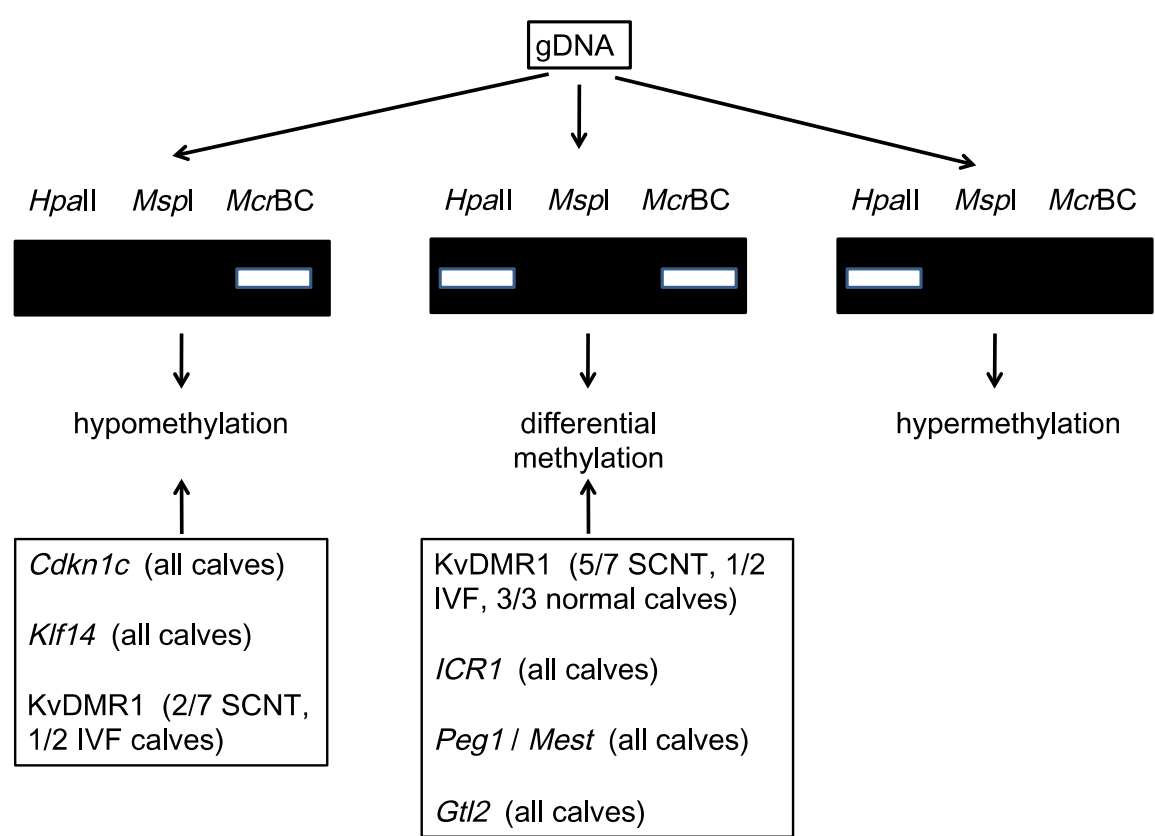 gDNA
HpaII MspI McrBC
HpaII MspI McrBC
HpaII MspI McrBC
hypomethylation
differential
methylation
hypermethylation
Cdkn1c (all calves)
Klf14 (all calves)
KvDMR1 (2/7 SCNT,
1/2 IVF calves)
KvDMR1 (5/7 SCNT, 1/2
IVF, 3/3 normal calves)
ICR1 (all calves)
Peg1 / Mest (all calves)
Gtl2 (all calves)